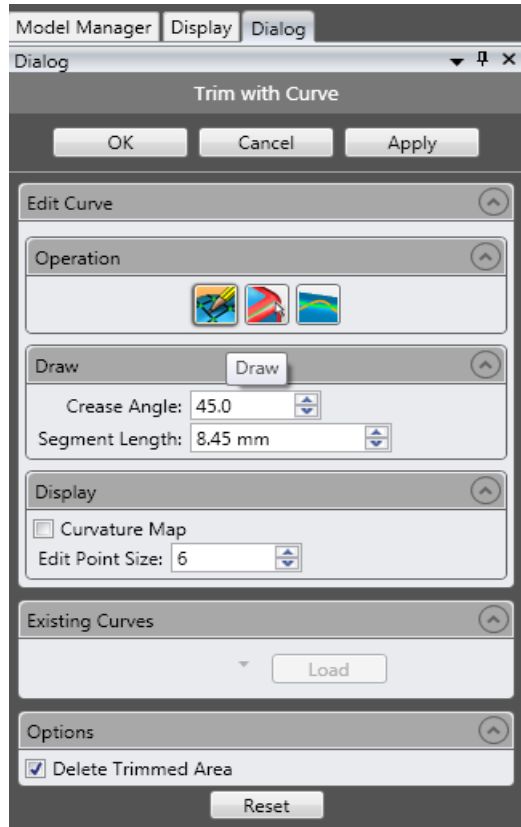 Model Manager Display Dialog
Dialog
Trim with Curve
OK Cancel Apply
Edit Curve
Operation
Draw Draw
Crease Angle: 45.0
Segment Length: 8.45 mm
Display
Curvature Map
Edit Point Size: 6
Existing Curves
Load
Options
Delete Trimmed Area
Reset